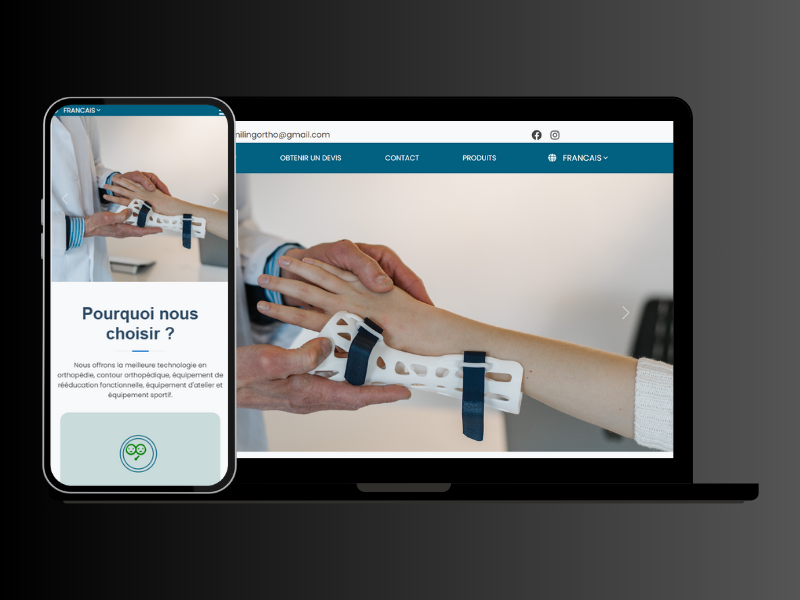 FRANCAIS
nilingortho@gmail.com
OBTENIR UN DEVIS
CONTACT
PRODUITS
FRANCAIS
Pourquoi nous
choisir ?
Nous offrons la meilleure technologie en
orthopédie, contour orthopédique, équipement de
rééducation fonctionnelle, équipement d'atelier et
équipement sportif.